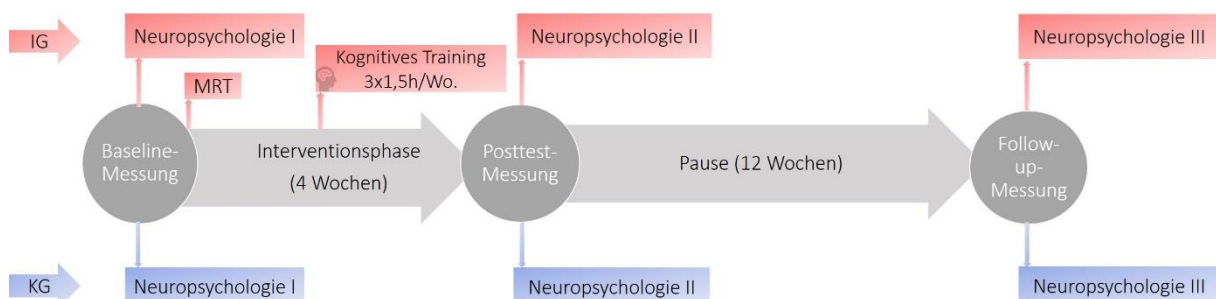 IG
Neuropsychologie I
Neuropsychologie II
Neuropsychologie III
Kognitives Training
3x1,5h/Wo.
MRT
Baseline-
Messung
Interventionsphase
(4 Wochen)
Posttest-
Messung
Pause (12 Wochen)
Follow-
up-
Messung
KG
Neuropsychologie I
Neuropsychologie II
Neuropsychologie III